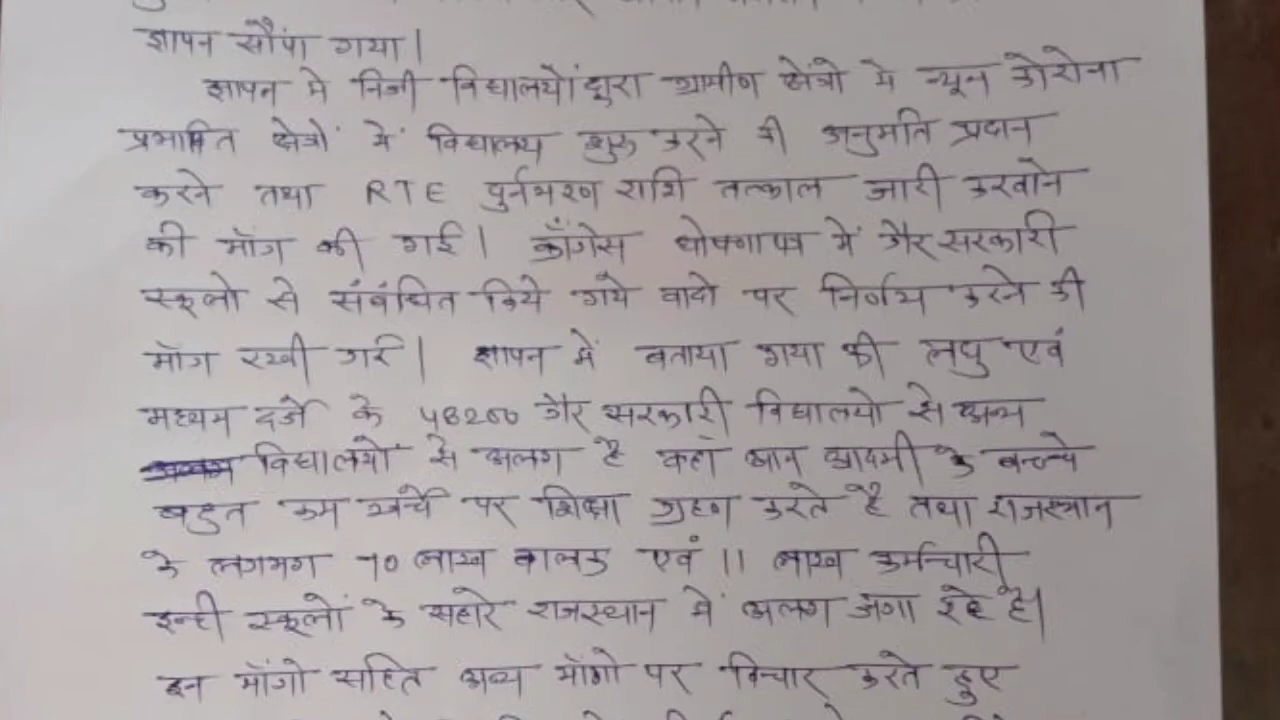 ज्ञापन सौंपा गया।
ज्ञापन मे निजी विद्यालयों द्वारा ग्रामीण क्षेत्रो मे न्यून कोरोना
प्रभावित क्षेत्रों में विद्यालय शुरू करने की अनुमति प्रदान
करने तथा RTE पुर्नभरण राशि तत्काल जारी करवाने
की मॉंग की गई। कॉंग्रेस घोषणापत्र में गैर सरकारी
स्कूलो से संबंधित किये गये वादो पर निर्णय करने की
मॉंग रखी गई। ज्ञापन में बताया गया की लघु एवं
मध्यम दर्जे के 48200 गैर सरकारी विद्यालयो से अन्य
विद्यालयों से अलग है कहां आम आदमी के बच्चे
बहुत कम खर्चे पर शिक्षा ग्रहण करते है तथा राजस्थान
के लगभग 70 लाख बालक एवं 11 लाख कर्मचारी
इन्ही स्कूलों के सहारे राजस्थान में अलग जगा रहे है।
इन मॉंगो सहित अन्य मॉंगो पर विचार करते हुए